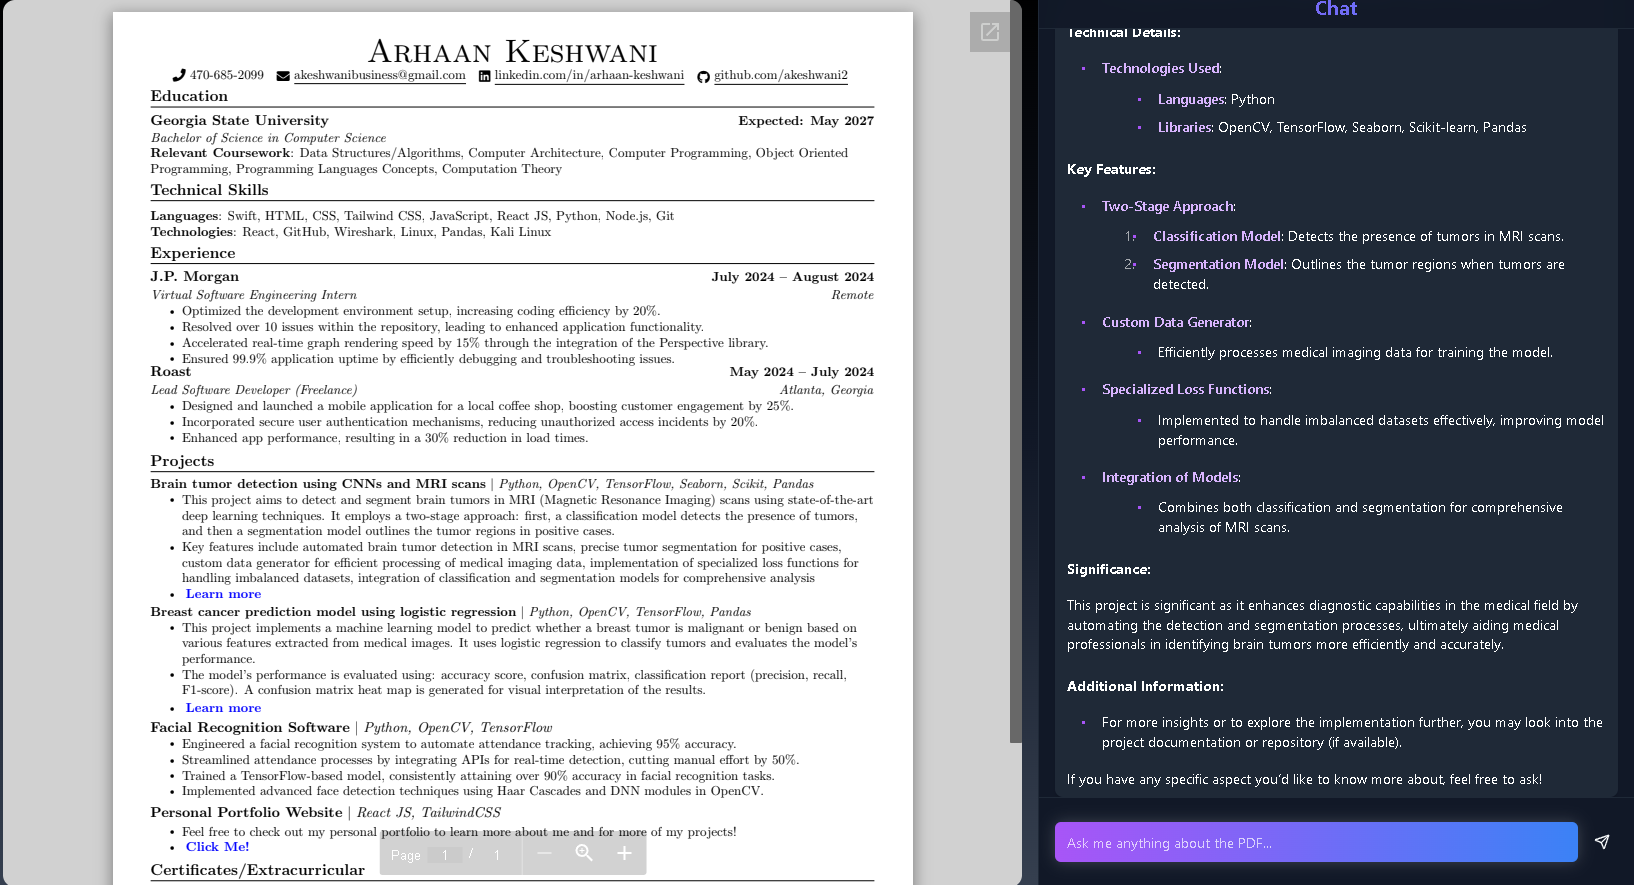 Arhaan Keshwani
470-685-2099 akeshwanibusiness@gmail.com linkedin.com/in/arhaan-keshwani github.com/akeshwani2
Education
Georgia State University Expected: May 2027
Bachelor of Science in Computer Science
Relevant Coursework: Data Structures/Algorithms, Computer Architecture, Computer Programming, Object Oriented
Programming, Programming Languages Concepts, Computation Theory
Technical Skills
Languages: Swift, HTML, CSS, Tailwind CSS, JavaScript, React JS, Python, Node.js, Git
Technologies: React, GitHub, Wireshark, Linux, Pandas, Kali Linux
Experience
J.P. Morgan July 2024 – August 2024
Virtual Software Engineering Intern Remote
• Optimized the development environment setup, increasing coding efficiency by 20%.
• Resolved over 10 issues within the repository, leading to enhanced application functionality.
• Accelerated real-time graph rendering speed by 15% through the integration of the Perspective library.
• Ensured 99.9% application uptime by efficiently debugging and troubleshooting issues.
Roast May 2024 – July 2024
Lead Software Developer (Freelance) Atlanta, Georgia
• Designed and launched a mobile application for a local coffee shop, boosting customer engagement by 25%.
• Incorporated secure user authentication mechanisms, reducing unauthorized access incidents by 20%.
• Enhanced app performance, resulting in a 30% reduction in load times.
Projects
Brain tumor detection using CNNs and MRI scans | Python, OpenCV, TensorFlow, Seaborn, Scikit, Pandas
• This project aims to detect and segment brain tumors in MRI (Magnetic Resonance Imaging) scans using state-of-the-art
deep learning techniques. It employs a two-stage approach: first, a classification model detects the presence of tumors,
and then a segmentation model outlines the tumor regions in positive cases.
• Key features include automated brain tumor detection in MRI scans, precise tumor segmentation for positive cases,
custom data generator for efficient processing of medical imaging data, implementation of specialized loss functions for
handling imbalanced datasets, integration of classification and segmentation models for comprehensive analysis
• Learn more
Breast cancer prediction model using logistic regression | Python, OpenCV, TensorFlow, Pandas
• This project implements a machine learning model to predict whether a breast tumor is malignant or benign based on
various features extracted from medical images. It uses logistic regression to classify tumors and evaluates the model's
performance.
• The model's performance is evaluated using: accuracy score, confusion matrix, classification report (precision, recall,
F1-score). A confusion matrix heat map is generated for visual interpretation of the results.
• Learn more
Facial Recognition Software | Python, OpenCV, TensorFlow
• Engineered a facial recognition system to automate attendance tracking, achieving 95% accuracy.
• Streamlined attendance processes by integrating APIs for real-time detection, cutting manual effort by 50%.
• Trained a TensorFlow-based model, consistently attaining over 90% accuracy in facial recognition tasks.
• Implemented advanced face detection techniques using Haar Cascades and DNN modules in OpenCV.
Personal Portfolio Website | React JS, TailwindCSS
• Feel free to check out my personal portfolio to learn more about me and for more of my projects!
• Click Me!
Page 1 / 1
Certificates/Extracurricular
Chat
Technical Details:
• Technologies Used:
• Languages: Python
• Libraries: OpenCV, TensorFlow, Seaborn, Scikit-learn, Pandas
Key Features:
• Two-Stage Approach:
1. Classification Model: Detects the presence of tumors in MRI scans.
2. Segmentation Model: Outlines the tumor regions when tumors are
detected.
• Custom Data Generator:
• Efficiently processes medical imaging data for training the model.
• Specialized Loss Functions:
• Implemented to handle imbalanced datasets effectively, improving model
performance.
• Integration of Models:
• Combines both classification and segmentation for comprehensive
analysis of MRI scans.
Significance:
This project is significant as it enhances diagnostic capabilities in the medical field by
automating the detection and segmentation processes, ultimately aiding medical
professionals in identifying brain tumors more efficiently and accurately.
Additional Information:
• For more insights or to explore the implementation further, you may look into the
project documentation or repository (if available).
If you have any specific aspect you'd like to know more about, feel free to ask!
Ask me anything about the PDF...